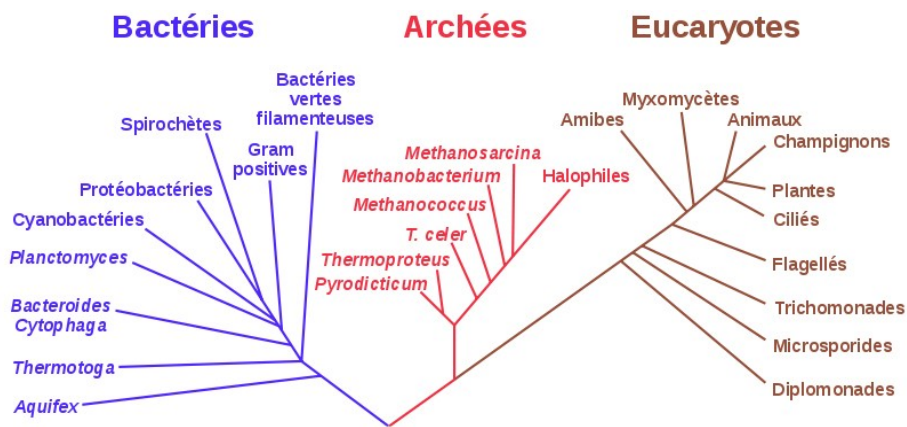 Bactéries
Archées
Eucaryotes
Bactéries
vertes
filamenteuses
Spirochètes
Gram
positives
Protéobactéries
Cyanobactéries
Planctomyces
Bacteroides
Cytophaga
Thermotoga
Aquifex
Methanosarcina
Methanobacterium
Halophiles
Methanococcus
T. celer
Thermoproteus
Pyrodicticum
Myxomycètes
Amibes
Animaux
Champignons
Plantes
Ciliés
Flagellés
Trichomonades
Microsporides
Diplomonades